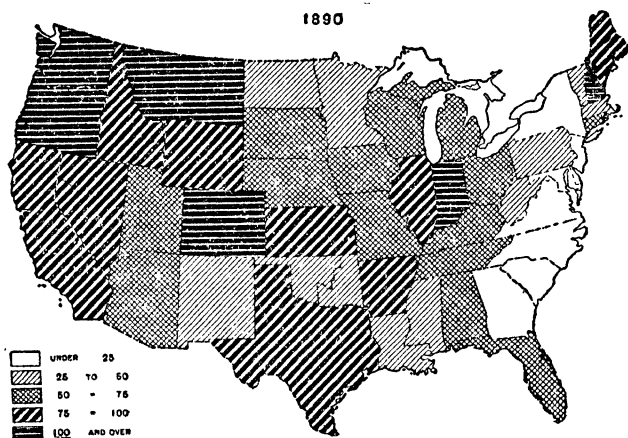 1890
UNDER 25
25 TO 50
50 " 75
75 " 100
100 AND OVER